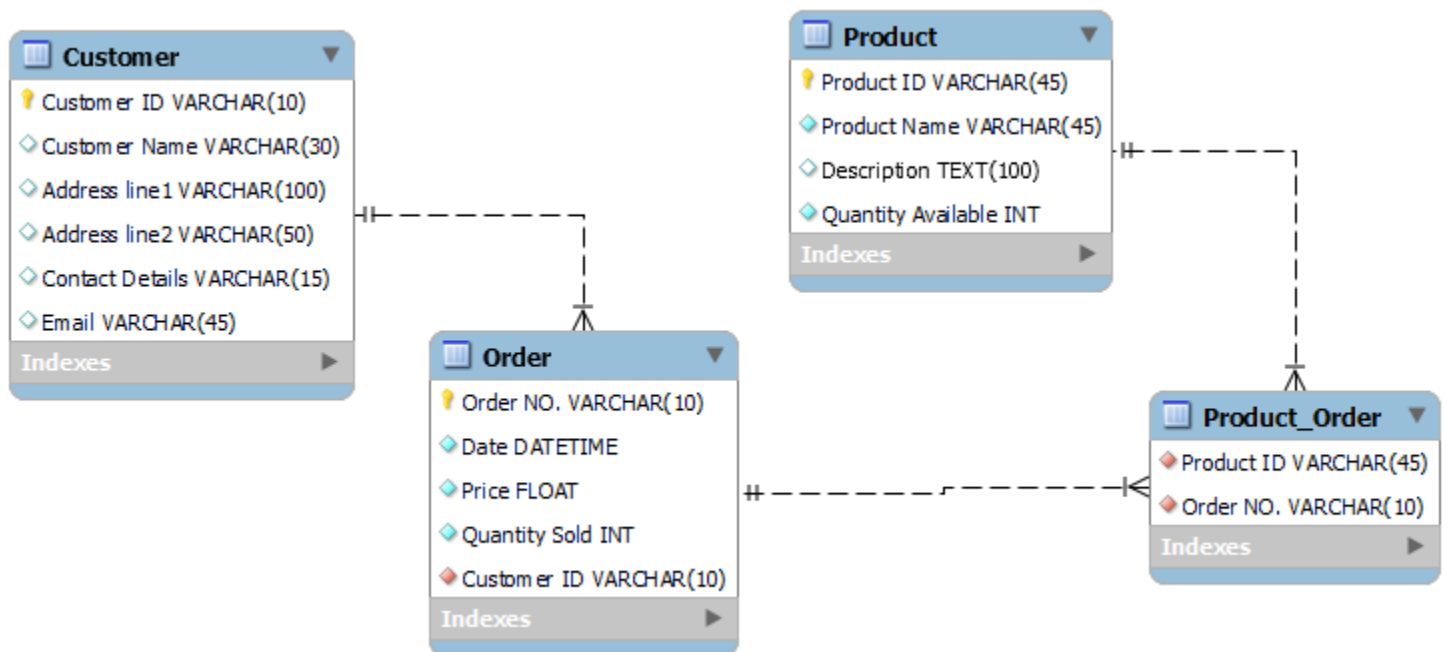 Customer
Customer ID VARCHAR(10)
Customer Name VARCHAR(30)
Address line1 VARCHAR(100)
Address line2 VARCHAR(50)
Contact Details VARCHAR(15)
Email VARCHAR(45)
Indexes
Product
Product ID VARCHAR(45)
Product Name VARCHAR(45)
Description TEXT(100)
Quantity Available INT
Indexes
Order
Order NO. VARCHAR(10)
Date DATETIME
Price FLOAT
Quantity Sold INT
Customer ID VARCHAR(10)
Indexes
Product_Order
Product ID VARCHAR(45)
Order NO. VARCHAR(10)
Indexes